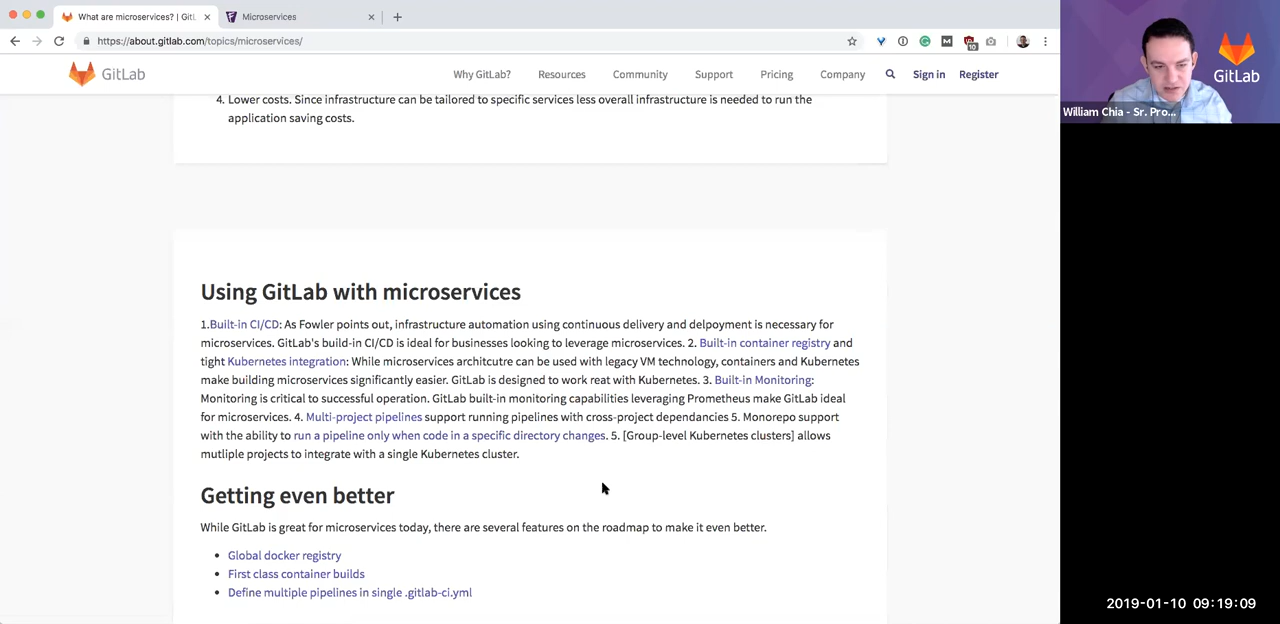 What are microservices? | GitL
Microservices
https://about.gitlab.com/topics/microservices/
10
GitLab
Why GitLab?
Resources
Community
Support
Pricing
Company
Sign in
Register
GitLab
William Chia - Sr. Pro...
4. Lower costs. Since infrastructure can be tailored to specific services less overall infrastructure is needed to run the
application saving costs.
Using GitLab with microservices
1.Built-in CI/CD: As Fowler points out, infrastructure automation using continuous delivery and delpoyment is necessary for
microservices. GitLab's build-in CI/CD is ideal for businesses looking to leverage microservices. 2. Built-in container registry and
tight Kubernetes integration: While microservices architcutre can be used with legacy VM technology, containers and Kubernetes
make building microservices significantly easier. GitLab is designed to work reat with Kubernetes. 3. Built-in Monitoring:
Monitoring is critical to successful operation. GitLab built-in monitoring capabilities leveraging Prometheus make GitLab ideal
for microservices. 4. Multi-project pipelines support running pipelines with cross-project dependancies 5. Monorepo support
with the ability to run a pipeline only when code in a specific directory changes. 5. [Group-level Kubernetes clusters] allows
mutliple projects to integrate with a single Kubernetes cluster.
Getting even better
While GitLab is great for microservices today, there are several features on the roadmap to make it even better.
• Global docker registry
• First class container builds
• Define multiple pipelines in single .gitlab-ci.yml
2019-01-10 09:19:09